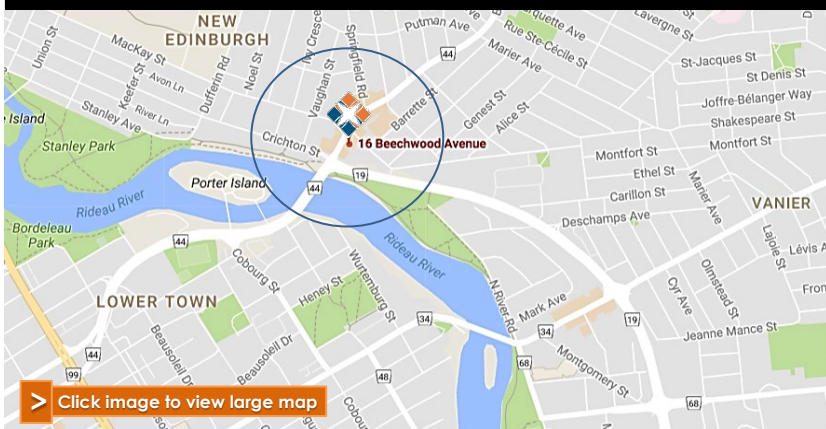 NEW
EDINBURGH
Putman Ave
Rue Ste-Cécile St
Lavergne St
Union St
MacKay St
Springfield Rd
44
Marier Ave
St-Jacques St
Avon Ln
Keefer St
Dufferin Rd
Noel St
Vaughan St
St Denis St
Joffre-Bélanger Way
River Ln
Stanley Ave
Barrette St
Genest St
Alice St
Shakespeare St
Island
Crichton St
16 Beechwood Avenue
Montfort St
Montfort St
Stanley Park
Ethel St
19
Porter Island
44
Carillon St
Marier Ave
VANIER
Rideau River
Deschamps Ave
Bordeleau
Park
44
Rideau River
Lajoie St
Cobourg St
Wurtemburg St
Heney St
N River Rd
Cyr Ave
Olmstead St
LOWER TOWN
Mark Ave
34
34
19
Jeanne Mance St
Beausoleil Dr
Beausoleil Dr
44
68
Montgomery St
99
48
68
> Click image to view large map